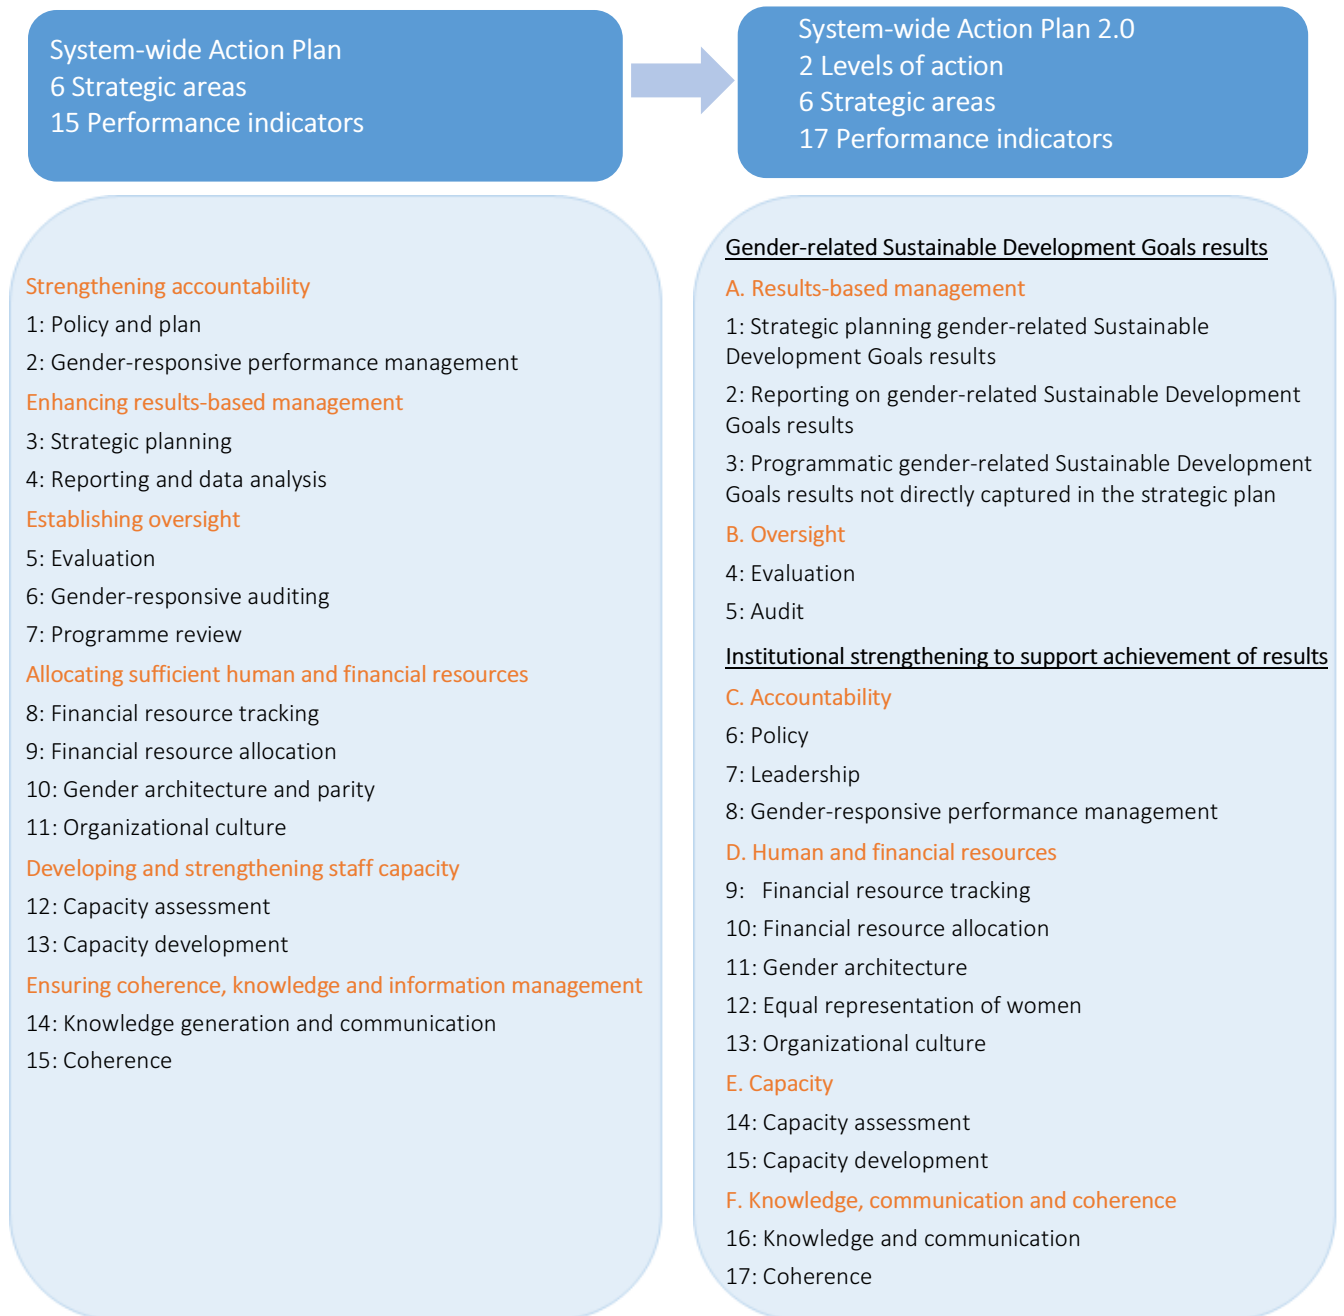 System-wide Action Plan
6 Strategic areas
15 Performance indicators
System-wide Action Plan 2.0
2 Levels of action
6 Strategic areas
17 Performance indicators
Strengthening accountability
1: Policy and plan
2: Gender-responsive performance management
Enhancing results-based management
3: Strategic planning
4: Reporting and data analysis
Establishing oversight
5: Evaluation
6: Gender-responsive auditing
7: Programme review
Allocating sufficient human and financial resources
8: Financial resource tracking
9: Financial resource allocation
10: Gender architecture and parity
11: Organizational culture
Developing and strengthening staff capacity
12: Capacity assessment
13: Capacity development
Ensuring coherence, knowledge and information management
14: Knowledge generation and communication
15: Coherence
Gender-related Sustainable Development Goals results
A. Results-based management
1: Strategic planning gender-related Sustainable
Development Goals results
2: Reporting on gender-related Sustainable Development
Goals results
3: Programmatic gender-related Sustainable Development
Goals results not directly captured in the strategic plan
B. Oversight
4: Evaluation
5: Audit
Institutional strengthening to support achievement of results
C. Accountability
6: Policy
7: Leadership
8: Gender-responsive performance management
D. Human and financial resources
9: Financial resource tracking
10: Financial resource allocation
11: Gender architecture
12: Equal representation of women
13: Organizational culture
E. Capacity
14: Capacity assessment
15: Capacity development
F. Knowledge, communication and coherence
16: Knowledge and communication
17: Coherence